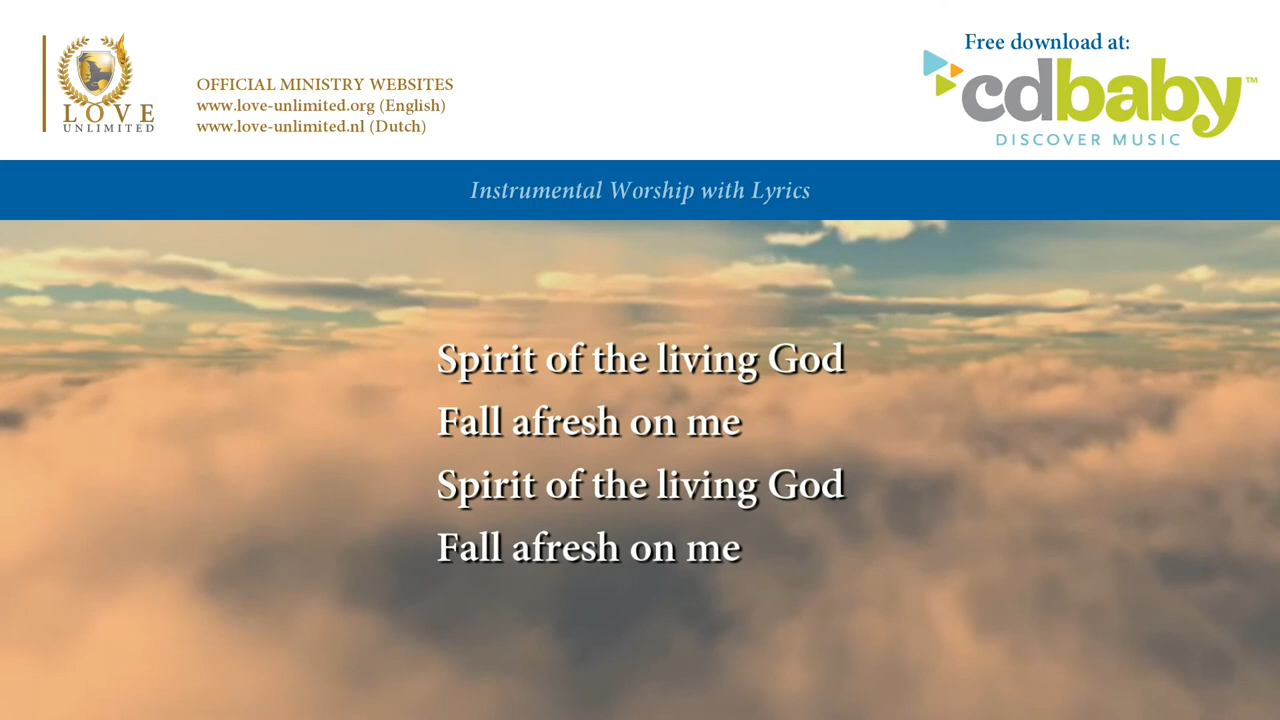 LOVE
UNLIMITED
OFFICIAL MINISTRY WEBSITES
www.love-unlimited.org (English)
www.love-unlimited.nl (Dutch)
Free download at:
cdbaby™
DISCOVER MUSIC
Instrumental Worship with Lyrics
Spirit of the living God
Fall afresh on me
Spirit of the living God
Fall afresh on me